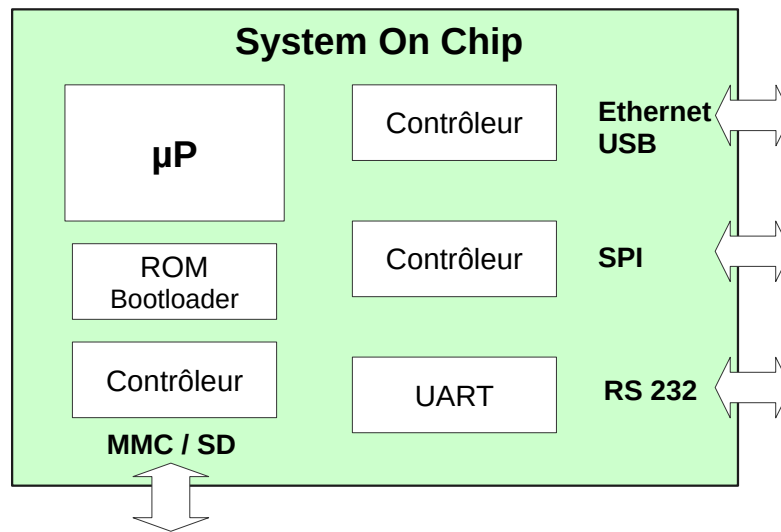 System On Chip
µP
ROM
Bootloader
Contrôleur
MMC / SD
Contrôleur
Ethernet
USB
Contrôleur
SPI
UART
RS 232